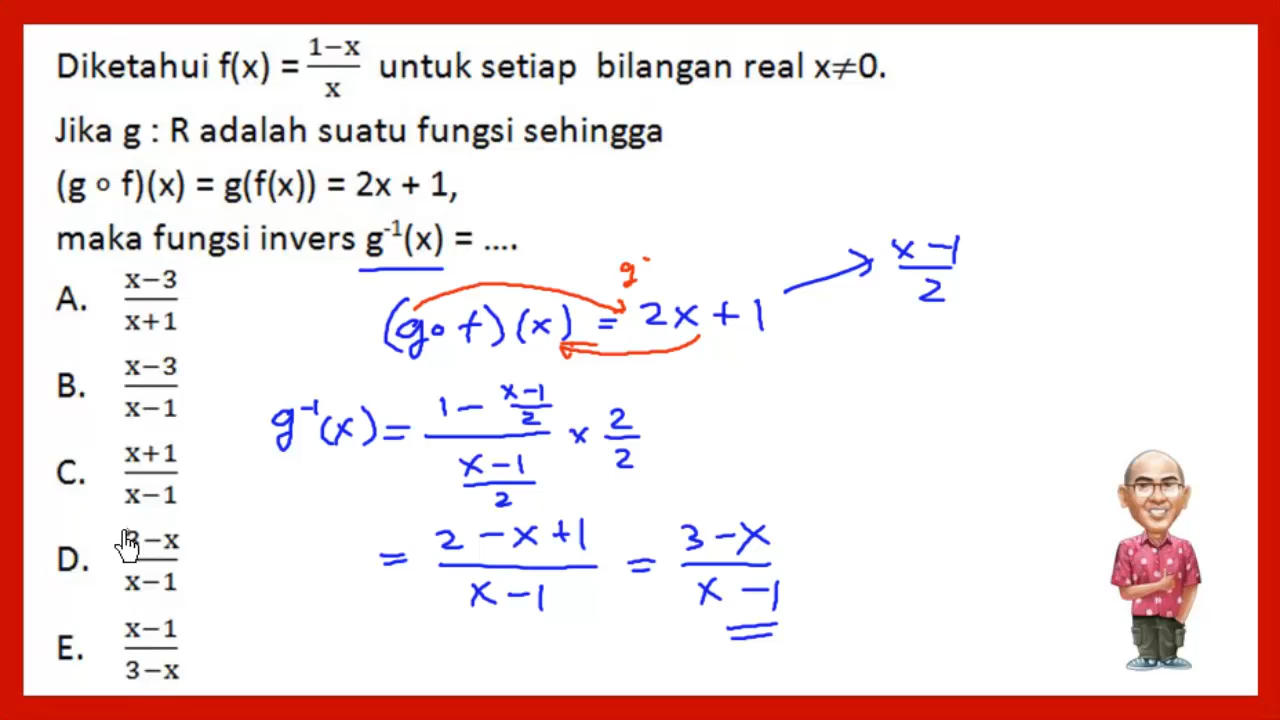 Diketahui f(x) = (1−x)/x untuk setiap bilangan real x≠0.
Jika g : R adalah suatu fungsi sehingga
(g ∘ f)(x) = g(f(x)) = 2x + 1,
maka fungsi invers g⁻¹(x) = ....
A. (x−3)/(x+1)
B. (x−3)/(x−1)
C. (x+1)/(x−1)
D. (3−x)/(x−1)
E. (x−1)/(3−x)
g⁻
(g∘f)(x) = 2x + 1 → (x−1)/2
g⁻¹(x) = (1 − (x−1)/2)/((x−1)/2) × 2/2
= (2 − x + 1)/(x − 1) = (3 − x)/(x − 1)